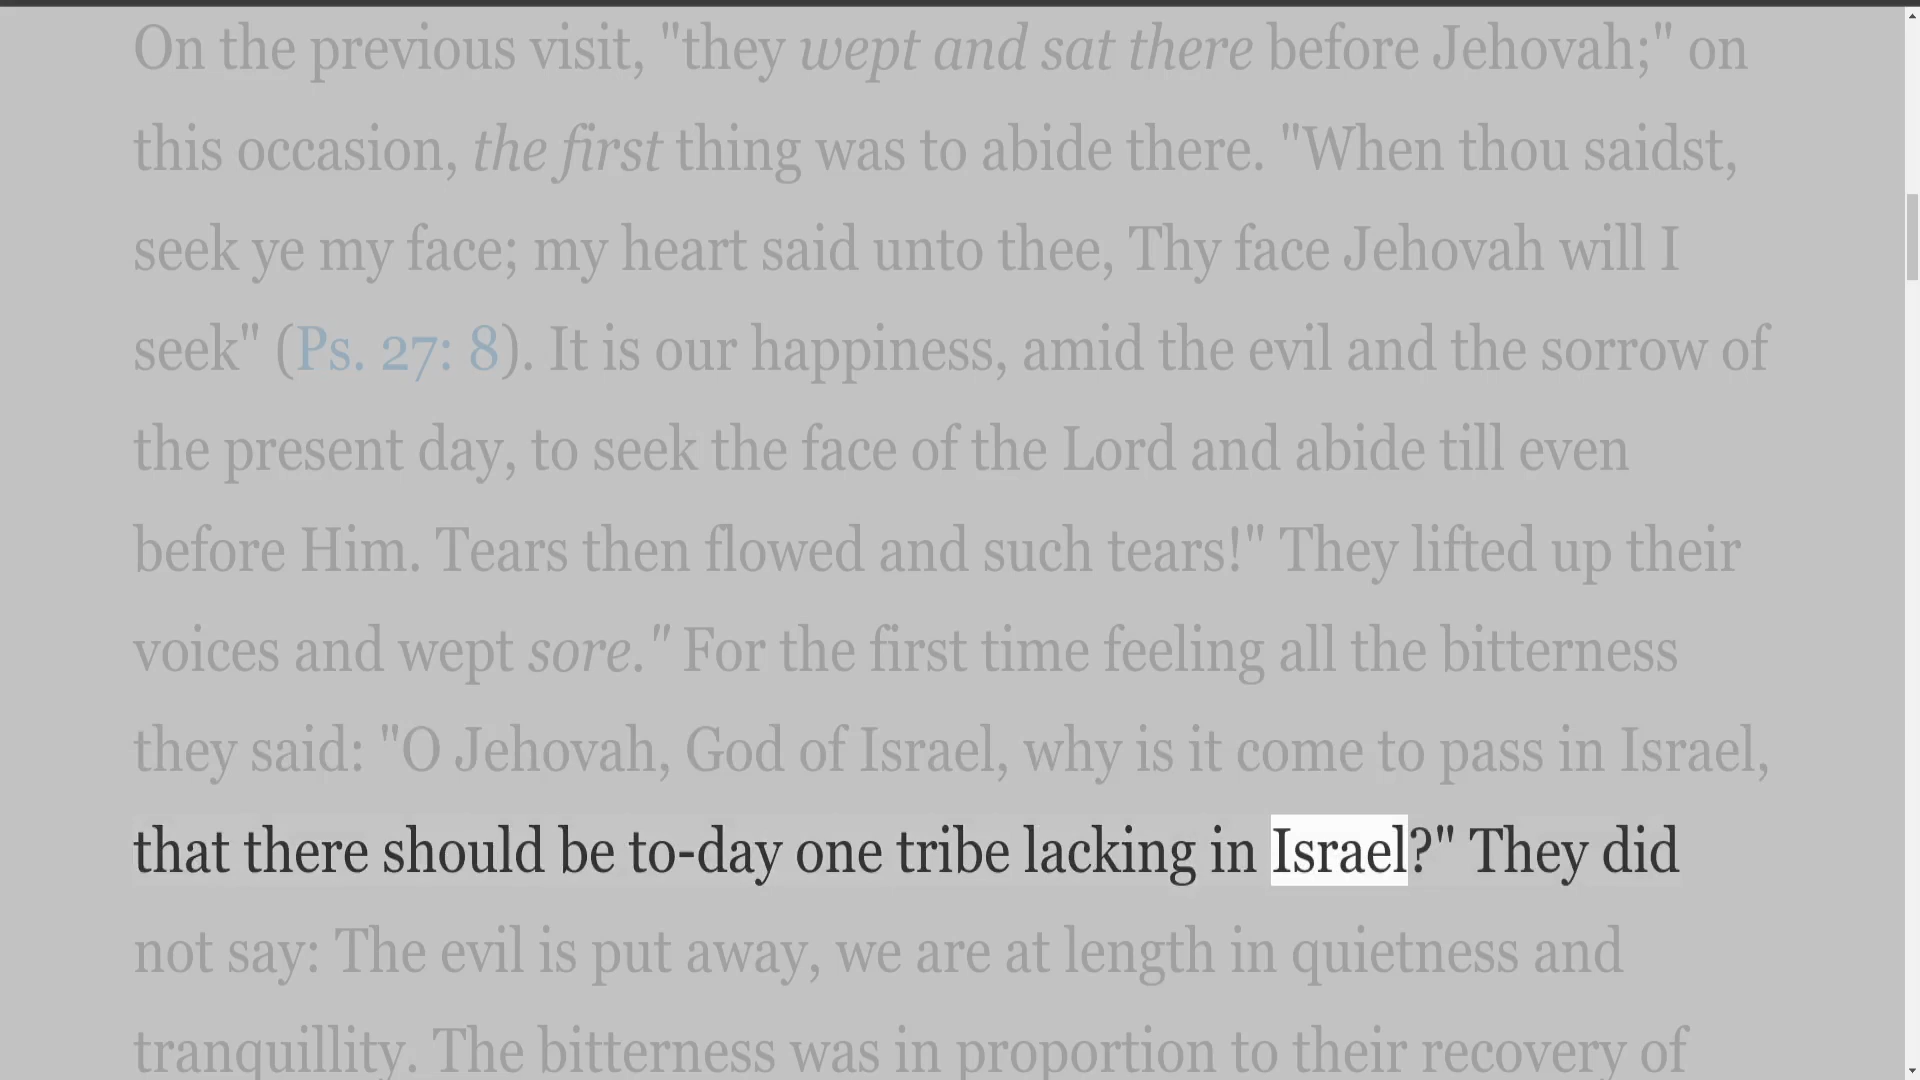 On the previous visit, "they wept and sat there before Jehovah;" on
this occasion, the first thing was to abide there. "When thou saidst,
seek ye my face; my heart said unto thee, Thy face Jehovah will I
seek" (Ps. 27: 8). It is our happiness, amid the evil and the sorrow of
the present day, to seek the face of the Lord and abide till even
before Him. Tears then flowed and such tears!" They lifted up their
voices and wept sore." For the first time feeling all the bitterness
they said: "O Jehovah, God of Israel, why is it come to pass in Israel,
that there should be to-day one tribe lacking in Israel?" They did
not say: The evil is put away, we are at length in quietness and
tranquillity. The bitterness was in proportion to their recovery of